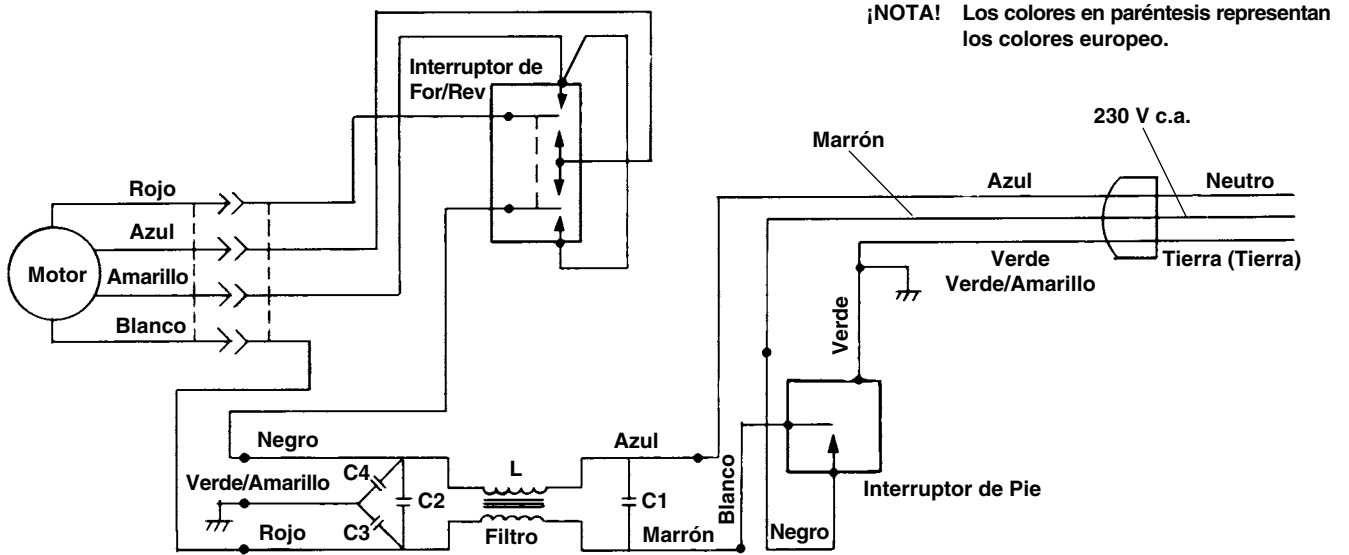 ¡NOTA! Los colores en paréntesis representan
los colores europeo.
Interruptor de
For/Rev
230 V c.a.
Marrón
Rojo
Azul
Neutro
Azul
Motor
Amarillo
Verde
Verde/Amarillo
Tierra (Tierra)
Blanco
Verde
Negro
Azul
Verde/Amarillo
C4
L
C2
C1
Blanco
Interruptor de Pie
C3
Rojo
Filtro
Marrón
Negro